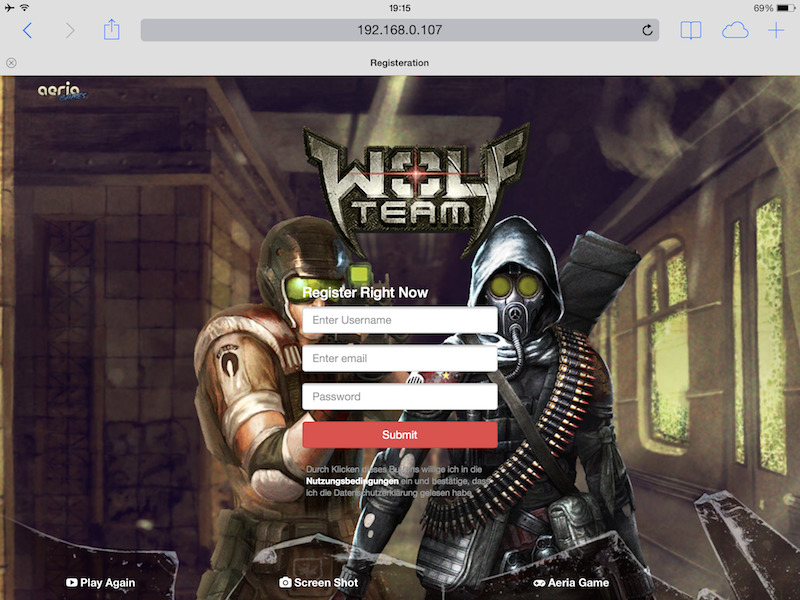 19:15
69%
192.168.0.107
Registeration
aeria
GAMES
WOLF
TEAM
Register Right Now
Enter Username
Enter email
Password
Submit
Durch Klicken dieses Buttons willige ich in die
Nutzungsbedingungen ein und bestätige, dass
ich die Datenschutzerklärung gelesen habe.
Play Again
Screen Shot
Aeria Game